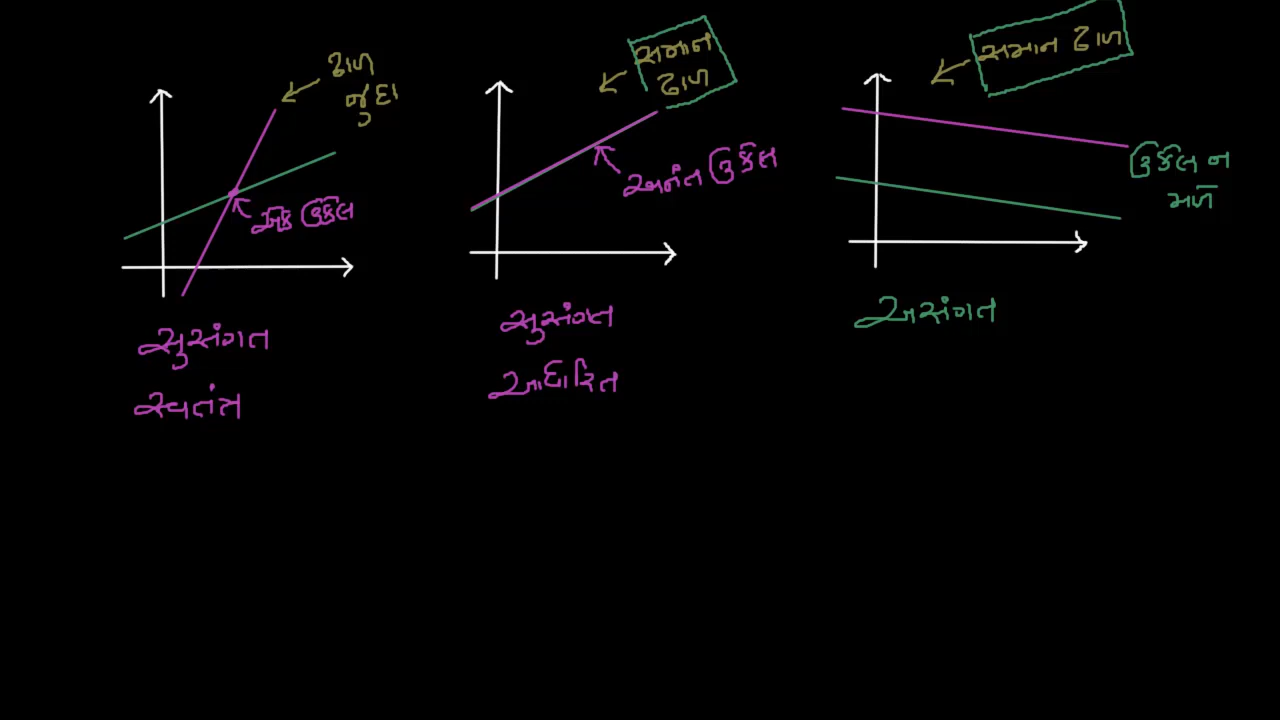 ઢાળ
જુદા
એક ઉકેલ
સુસંગત
સ્વતંત્ર
સમાન
ઢાળ
અનંત ઉકેલ
સુસંગત
આધારિત
સમાન ઢાળ
ઉકેલ ન
મળે
અસંગત